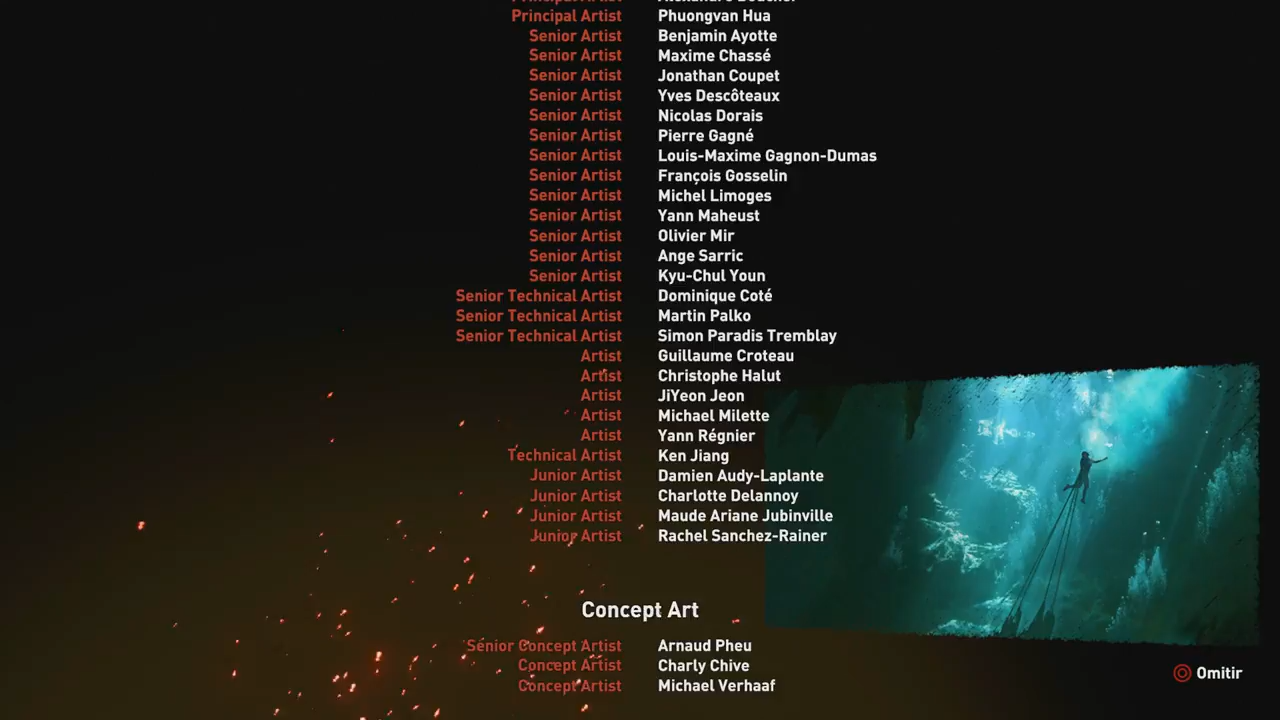 Principal Artist Phuongvan Hua
Senior Artist Benjamin Ayotte
Senior Artist Maxime Chassé
Senior Artist Jonathan Coupet
Senior Artist Yves Descôteaux
Senior Artist Nicolas Dorais
Senior Artist Pierre Gagné
Senior Artist Louis-Maxime Gagnon-Dumas
Senior Artist François Gosselin
Senior Artist Michel Limoges
Senior Artist Yann Maheust
Senior Artist Olivier Mir
Senior Artist Ange Sarric
Senior Artist Kyu-Chul Youn
Senior Technical Artist Dominique Coté
Senior Technical Artist Martin Palko
Senior Technical Artist Simon Paradis Tremblay
Artist Guillaume Croteau
Artist Christophe Halut
Artist JiYeon Jeon
Artist Michael Milette
Artist Yann Régnier
Technical Artist Ken Jiang
Junior Artist Damien Audy-Laplante
Junior Artist Charlotte Delannoy
Junior Artist Maude Ariane Jubinville
Junior Artist Rachel Sanchez-Rainer
Concept Art
Senior Concept Artist Arnaud Pheu
Concept Artist Charly Chive
Concept Artist Michael Verhaaf
Omitir